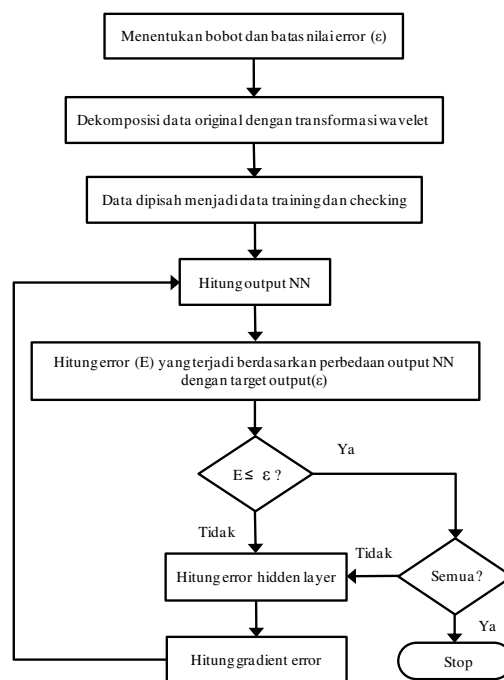 Menentukan bobot dan batas nilai error (ε)
Dekomposisi data original dengan transformasi wavelet
Data dipisah menjadi data training dan checking
Hitung output NN
Hitung error (E) yang terjadi berdasarkan perbedaan output NN
dengan target output(ε)
E ≤ ε ?
Ya
Tidak
Hitung error hidden layer
Tidak
Semua ?
Ya
Hitung gradient error
Stop